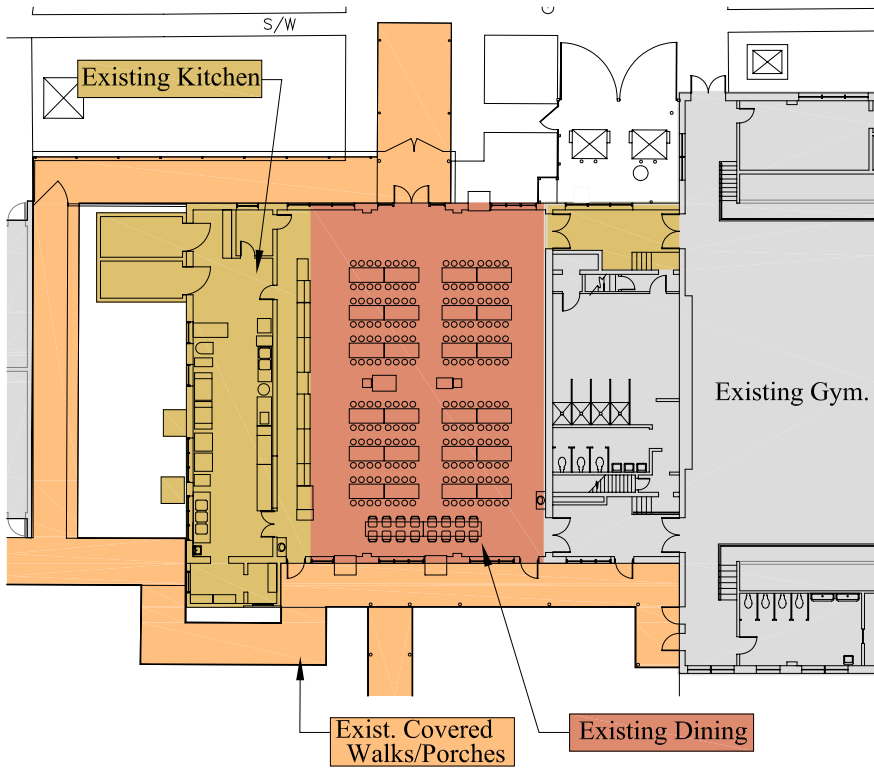 S/W
Existing Kitchen
Existing Gym.
Exist. Covered
Walks/Porches
Existing Dining